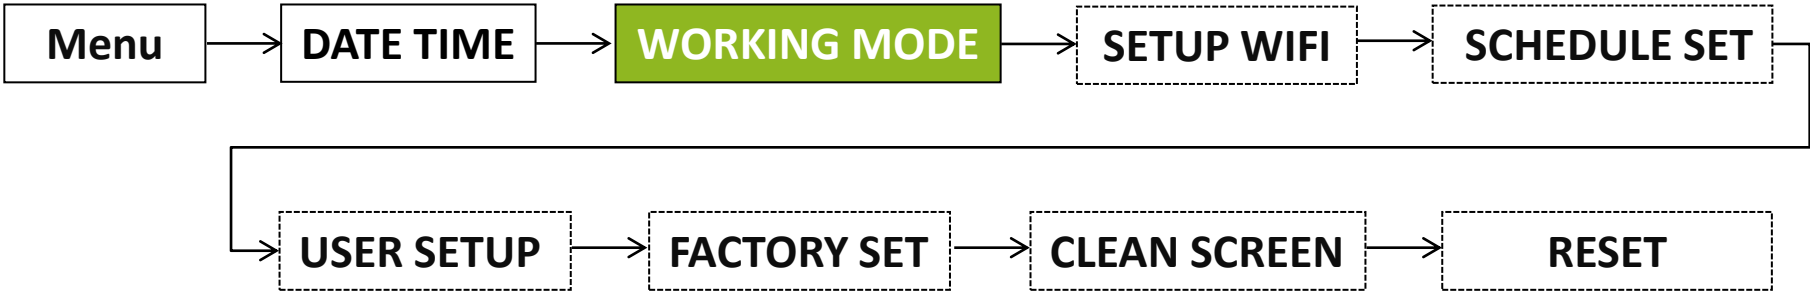 Menu DATE TIME WORKING MODE SETUP WIFI SCHEDULE SET
USER SETUP FACTORY SET CLEAN SCREEN RESET